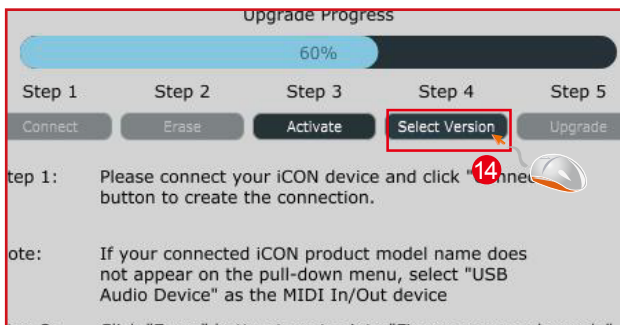 Upgrade Progress
60%
Step 1 Step 2 Step 3 Step 4 Step 5
Connect Erase Activate Select Version Upgrade
tep 1: Please connect your iCON device and click "Connec
button to create the connection.
14
ote: If your connected iCON product model name does
not appear on the pull-down menu, select "USB
Audio Device" as the MIDI In/Out device